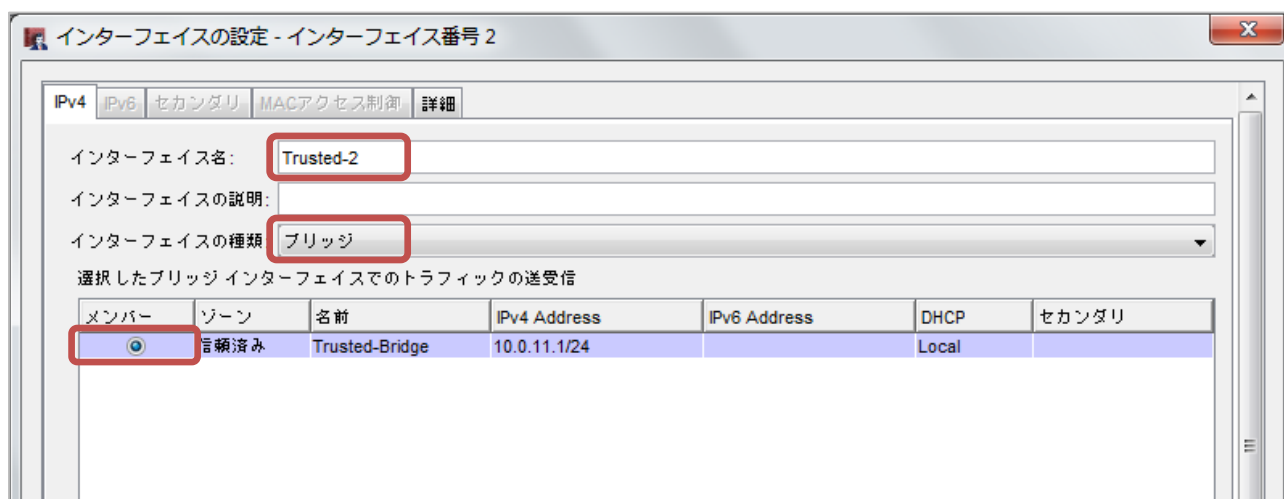 インターフェイスの設定 - インターフェイス番号 2
IPv4 IPv6 セカンダリ MACアクセス制御 詳細
インターフェイス名: Trusted-2
インターフェイスの説明:
インターフェイスの種類: ブリッジ
選択したブリッジ インターフェイスでのトラフィックの送受信
メンバー ゾーン 名前 IPv4 Address IPv6 Address DHCP セカンダリ
信頼済み Trusted-Bridge 10.0.11.1/24 Local